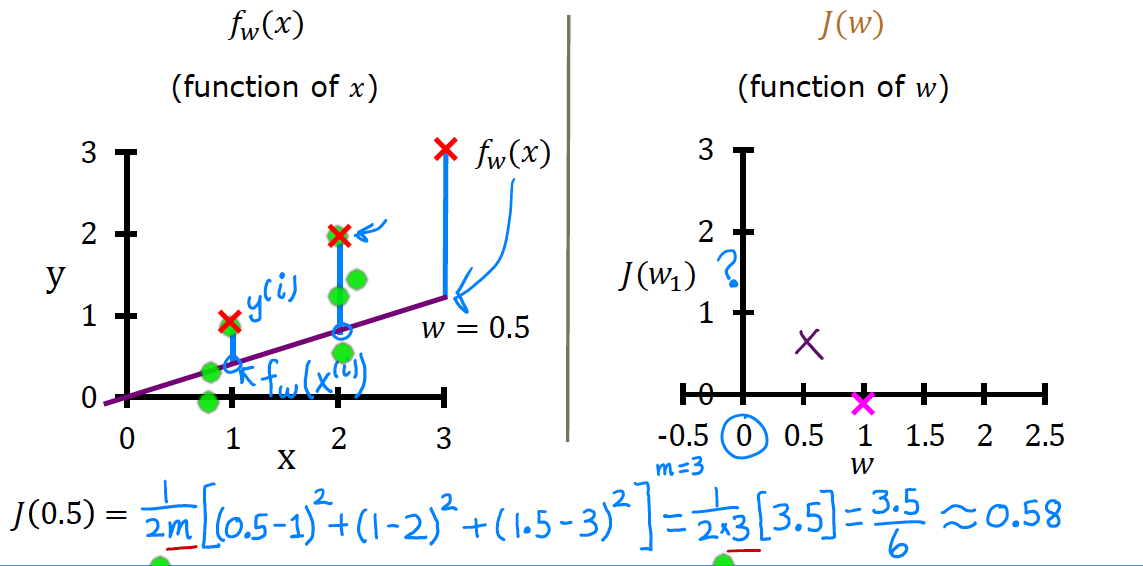 f_w(x)
(function of x)
3
2
1
0
y
0 1 2 3
x
y^(i)
f_w(x^(i))
f_w(x)
w = 0.5
J(w)
(function of w)
3
2
1
0
J(w₁) ?
-0.5 0 0.5 1 1.5 2 2.5
w
m=3
J(0.5) = 1/2m [(0.5-1)²+(1-2)²+(1.5-3)²] = 1/2×3 [3.5] = 3.5/6 ≈ 0.58